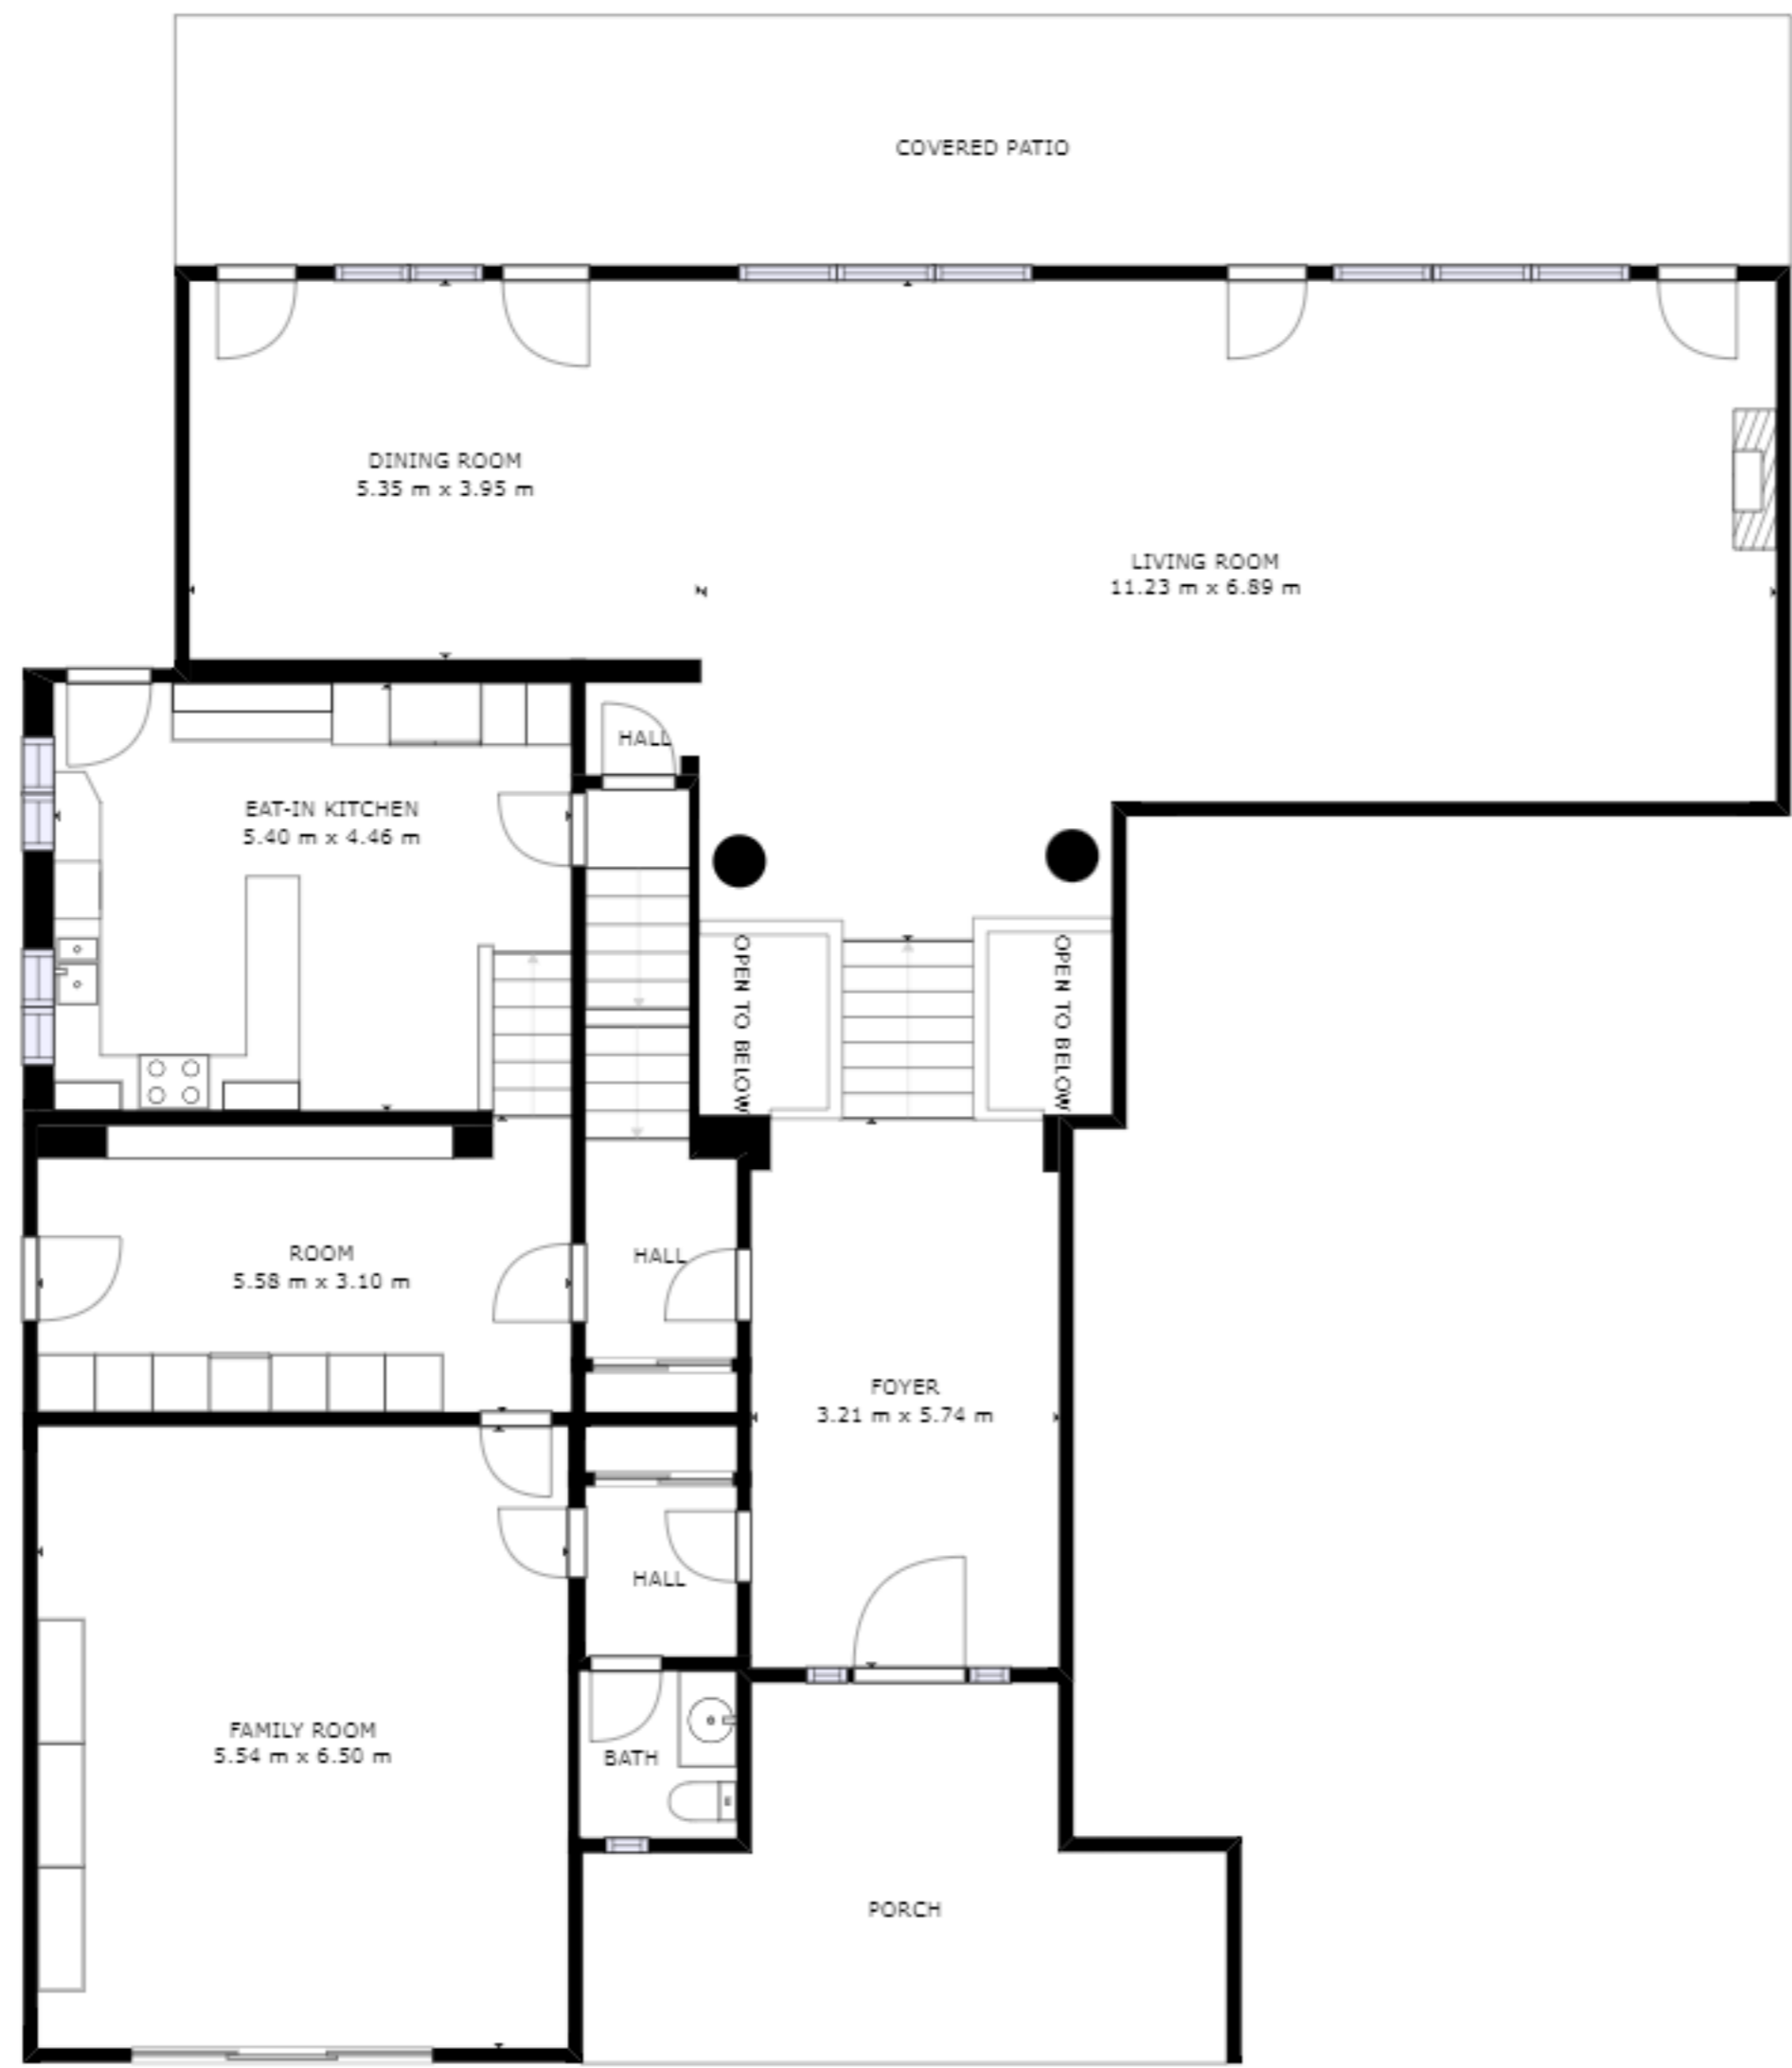 COVERED PATIO
DINING ROOM
5.35 m x 3.95 m
LIVING ROOM
11.23 m x 6.89 m
HALL
EAT-IN KITCHEN
5.40 m x 4.46 m
OPEN TO BELOW
OPEN TO BELOW
ROOM
5.58 m x 3.10 m
HALL
FOYER
3.21 m x 5.74 m
HALL
FAMILY ROOM
5.54 m x 6.50 m
BATH
PORCH